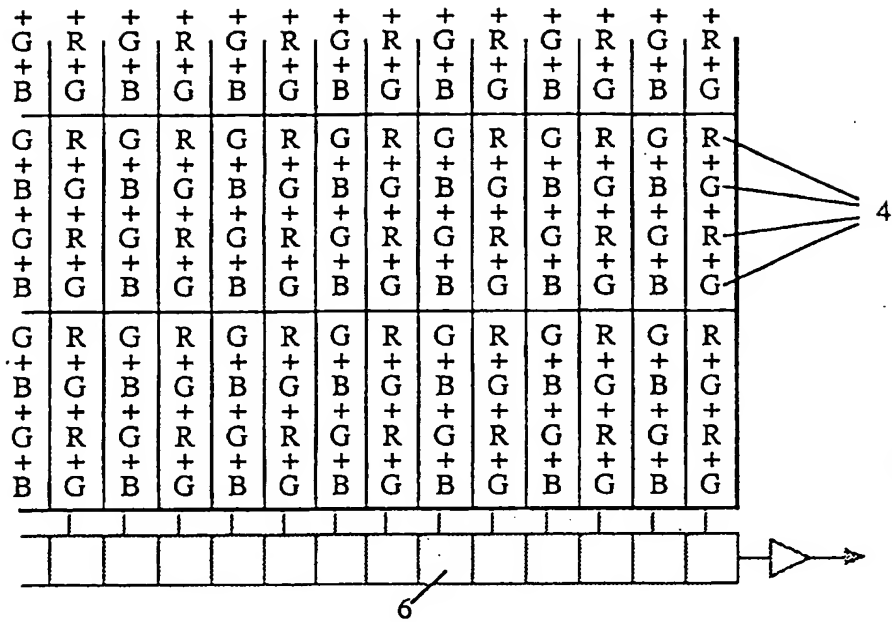 + + + + + + + + + + + + + +
G R G R G R G R G R G R G R
+ + + + + + + + + + + + + +
B G B G B G B G B G B G B G
G R G R G R G R G R G R G R
+ + + + + + + + + + + + + +
B G B G B G B G B G B G B G
+ + + + + + + + + + + + + + 4
G R G R G R G R G R G R G R
+ + + + + + + + + + + + + +
B G B G B G B G B G B G B G
G R G R G R G R G R G R G R
+ + + + + + + + + + + + + +
B G B G B G B G B G B G B G
+ + + + + + + + + + + + + +
G R G R G R G R G R G R G R
+ + + + + + + + + + + + + +
B G B G B G B G B G B G B G
6